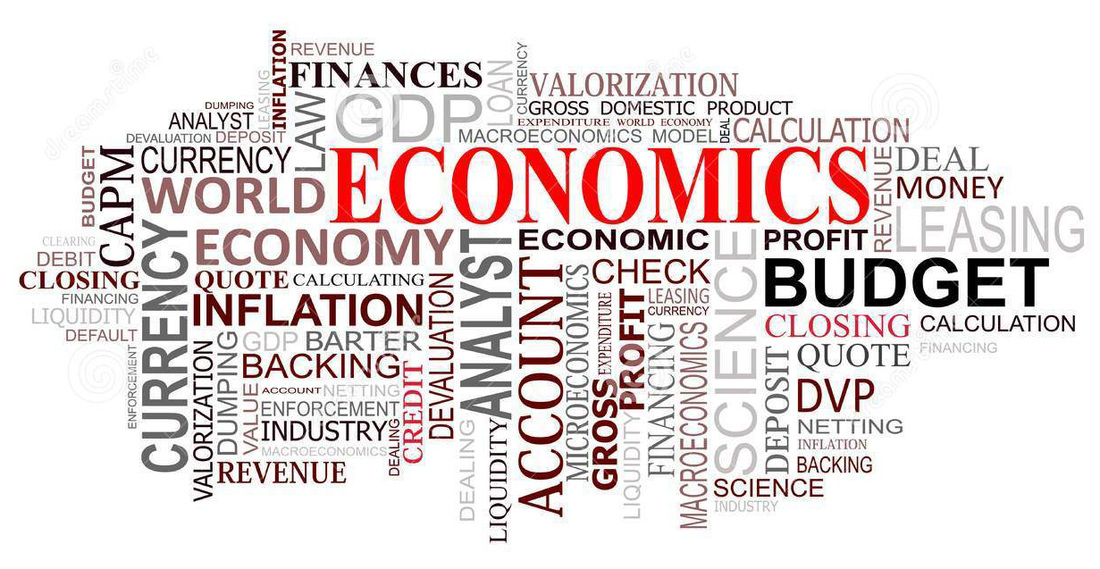 REVENUE
INFLATION
FINANCES
LEASING
LAW
GDP
LOAN
CURRENCY
VALORIZATION
GROSS DOMESTIC PRODUCT
EXPENDITURE WORLD ECONOMY
MACROECONOMICS MODEL
DEAL
CALCULATION
DUMPING
ANALYST
DEVALUATION DEPOSIT
BUDGET
CAPM
CURRENCY
WORLD
ECONOMICS
REVENUE
DEAL
MONEY
LEASING
ECONOMY
ECONOMIC
PROFIT
BUDGET
CLEARING
DEBIT
CLOSING
FINANCING
LIQUIDITY
DEFAULT
ENFORCEMENT
CURRENCY
QUOTE CALCULATING
INFLATION
GDP BARTER
BACKING
VALORIZATION
DUMPING
VALUE
ACCOUNT NETTING
ENFORCEMENT
INDUSTRY
MACROECONOMICS
REVENUE
DEALING
CREDIT
DEVALUATION
ANALYST
DEALING
LIQUIDITY
ACCOUNT
MICROECONOMICS
CHECK
EXPENDITURE
GROSS
PROFIT
LIQUIDITY
LEASING
CURRENCY
FINANCING
MACROECONOMICS
SCIENCE
CLOSING CALCULATION
QUOTE
FINANCING
DEPOSIT
DVP
NETTING
INFLATION
BACKING
SCIENCE
INDUSTRY
dreamstime
dreamstime
dreamstime